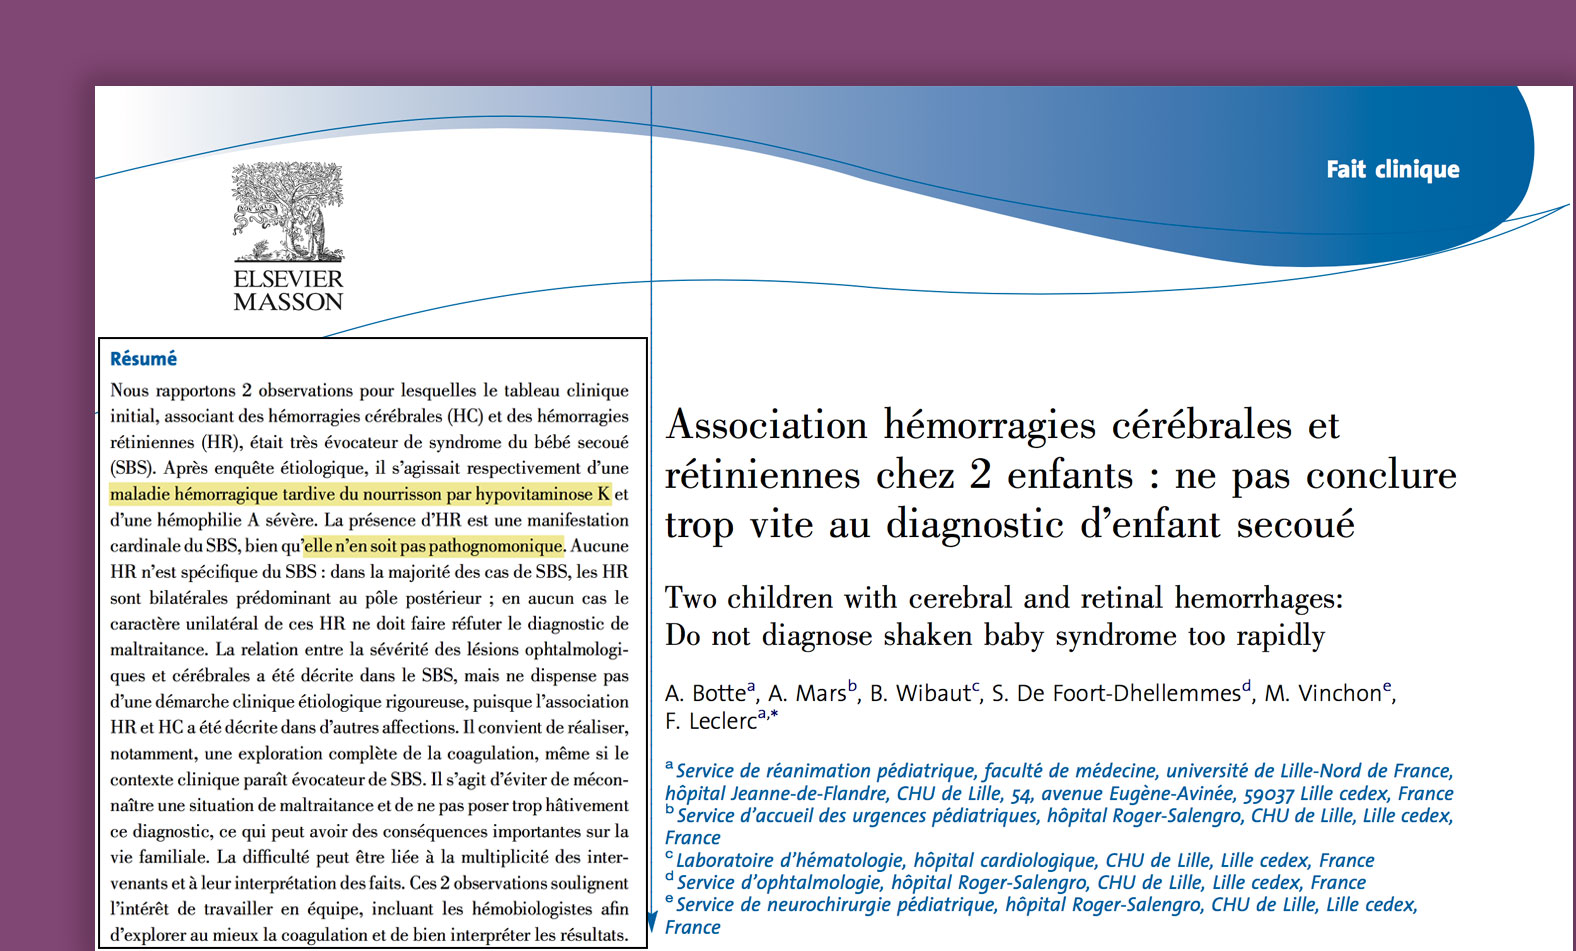 Fait clinique
ELSEVIER
MASSON
Résumé
Nous rapportons 2 observations pour lesquelles le tableau clinique
initial, associant des hémorragies cérébrales (HC) et des hémorragies
rétiniennes (HR), était très évocateur de syndrome du bébé secoué
(SBS). Après enquête étiologique, il s’agissait respectivement d’une
maladie hémorragique tardive du nourrisson par hypovitaminose K et
d’une hémophilie A sévère. La présence d’HR est une manifestation
cardinale du SBS, bien qu’elle n’en soit pas pathognomonique. Aucune
HR n’est spécifique du SBS : dans la majorité des cas de SBS, les HR
sont bilatérales prédominant au pôle postérieur ; en aucun cas le
caractère unilatéral de ces HR ne doit faire réfuter le diagnostic de
maltraitance. La relation entre la sévérité des lésions ophtalmologi-
ques et cérébrales a été décrite dans le SBS, mais ne dispense pas
d’une démarche clinique étiologique rigoureuse, puisque l’association
HR et HC a été décrite dans d’autres affections. Il convient de réaliser,
notamment, une exploration complète de la coagulation, même si le
contexte clinique paraît évocateur de SBS. Il s’agit d’éviter de mécon-
naître une situation de maltraitance et de ne pas poser trop hâtivement
ce diagnostic, ce qui peut avoir des conséquences importantes sur la
vie familiale. La difficulté peut être liée à la multiplicité des inter-
venants et à leur interprétation des faits. Ces 2 observations soulignent
l’intérêt de travailler en équipe, incluant les hémobiologistes afin
d’explorer au mieux la coagulation et de bien interpréter les résultats.
Association hémorragies cérébrales et
rétiniennes chez 2 enfants : ne pas conclure
trop vite au diagnostic d’enfant secoué
Two children with cerebral and retinal hemorrhages:
Do not diagnose shaken baby syndrome too rapidly
A. Botteᵃ, A. Marsᵇ, B. Wibautᶜ, S. De Foort-Dhellemmesᵈ, M. Vinchonᵉ,
F. Leclercᵃ,*
ᵃ Service de réanimation pédiatrique, faculté de médecine, université de Lille-Nord de France,
hôpital Jeanne-de-Flandre, CHU de Lille, 54, avenue Eugène-Avinée, 59037 Lille cedex, France
ᵇ Service d’accueil des urgences pédiatriques, hôpital Roger-Salengro, CHU de Lille, Lille cedex,
France
ᶜ Laboratoire d’hématologie, hôpital cardiologique, CHU de Lille, Lille cedex, France
ᵈ Service d’ophtalmologie, hôpital Roger-Salengro, CHU de Lille, Lille cedex, France
ᵉ Service de neurochirurgie pédiatrique, hôpital Roger-Salengro, CHU de Lille, Lille cedex,
France